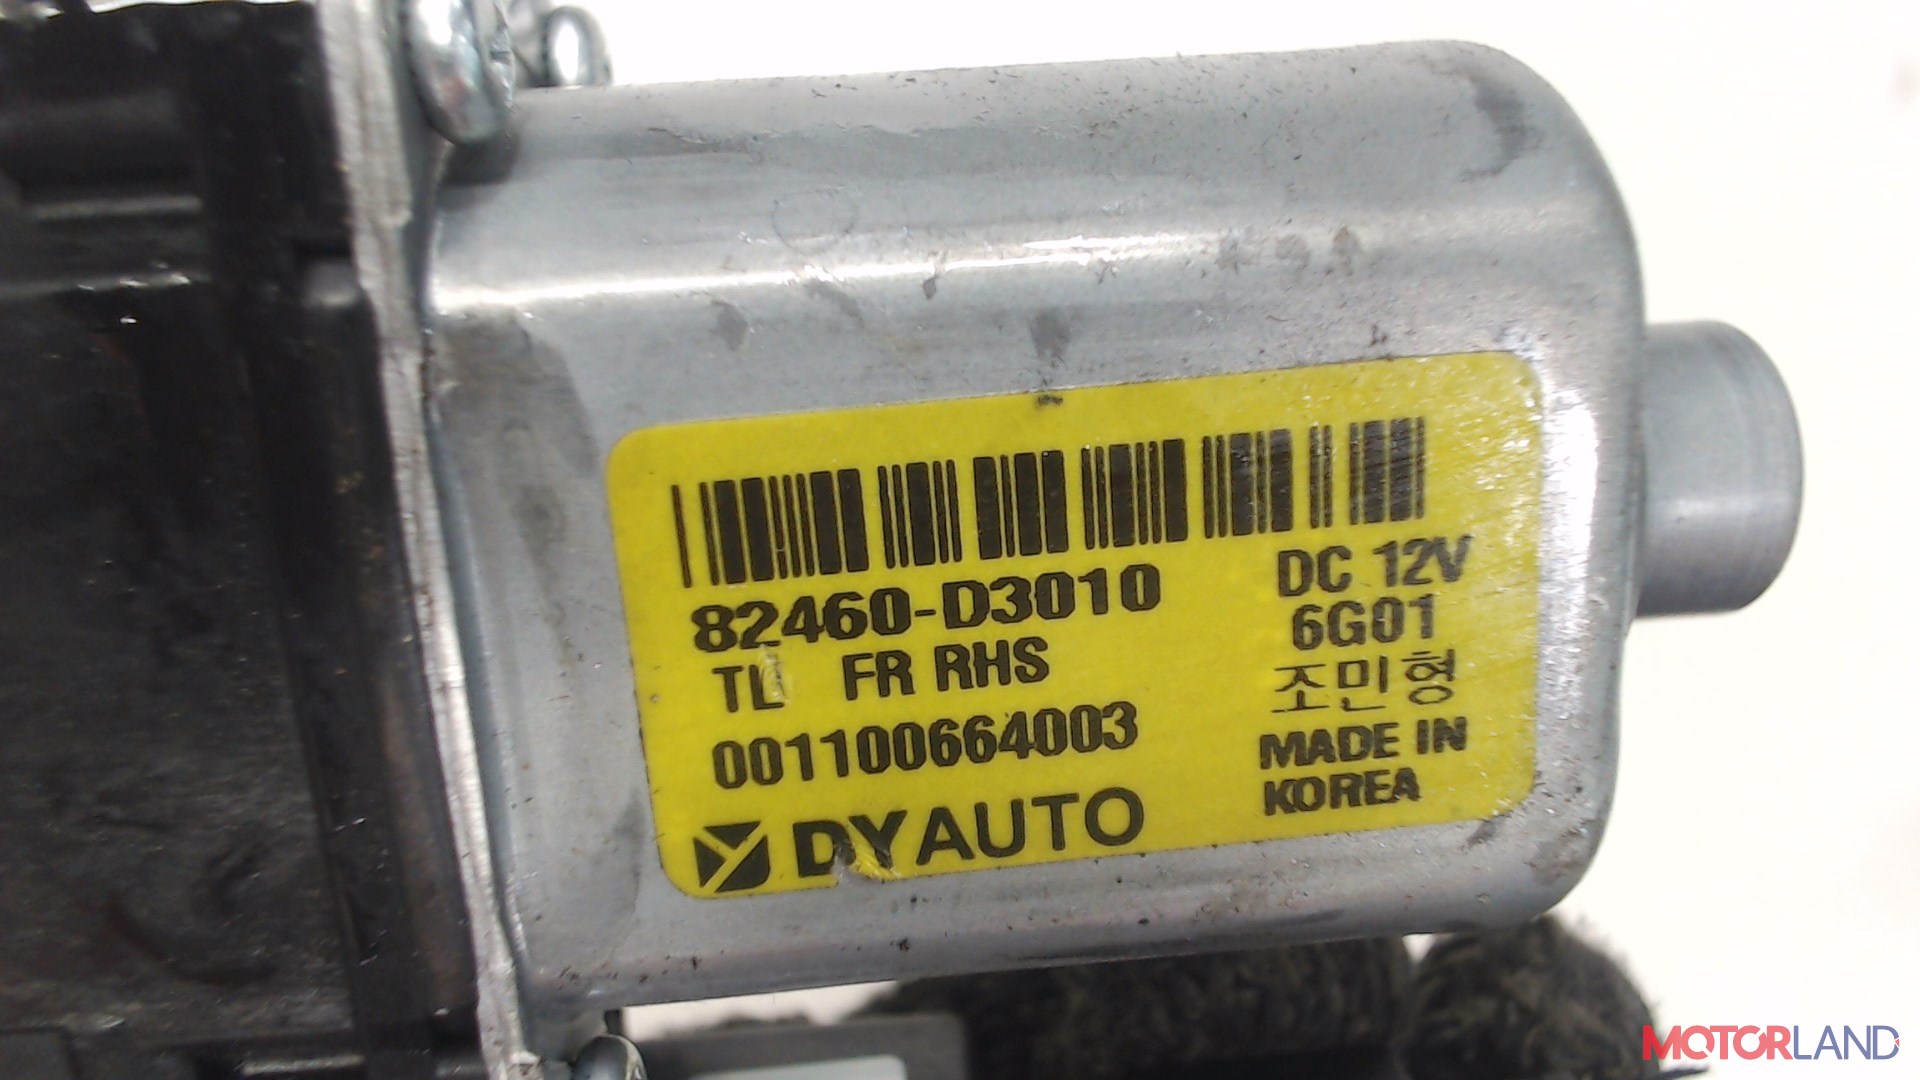 82460-D3010
DC 12V
TL FR RHS
6G01
조민형
001100664003
MADE IN
KOREA
DYAUTO
MOTORLAND